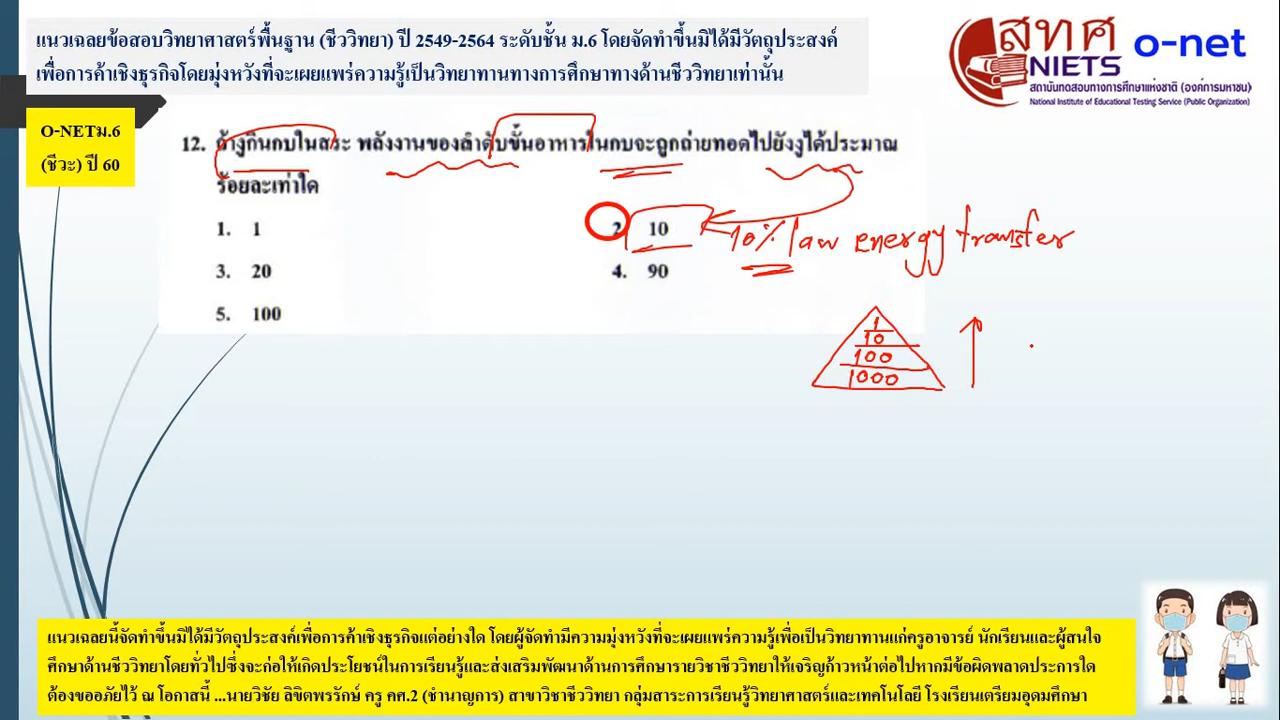 แนวเฉลยข้อสอบวิทยาศาสตร์พื้นฐาน (ชีววิทยา) ปี 2549-2564 ระดับชั้น ม.6 โดยจัดทำขึ้นมิได้มีวัตถุประสงค์
เพื่อการค้าเชิงธุรกิจโดยมุ่งหวังที่จะเผยแพร่ความรู้เป็นวิทยาทานทางการศึกษาทางด้านชีววิทยาเท่านั้น
สทศ
NIETS
o-net
สถาบันทดสอบทางการศึกษาแห่งชาติ (องค์การมหาชน)
National Institute of Educational Testing Service (Public Organization)
O-NETม.6
(ชีวะ) ปี 60
12. ถ้างูกินกบในสระ พลังงานของลำดับขั้นอาหารในกบจะถูกถ่ายทอดไปยังงูได้ประมาณ
ร้อยละเท่าใด
1. 1
2. 10
10% law energy transfer
3. 20
4. 90
5. 100
1
10
100
1000
แนวเฉลยนี้จัดทำขึ้นมิได้มีวัตถุประสงค์เพื่อการค้าเชิงธุรกิจแต่อย่างใด โดยผู้จัดทำมีความมุ่งหวังที่จะเผยแพร่ความรู้เพื่อเป็นวิทยาทานแก่ครูอาจารย์ นักเรียนและผู้สนใจ
ศึกษาด้านชีววิทยาโดยทั่วไปซึ่งจะก่อให้เกิดประโยชน์ในการเรียนรู้และส่งเสริมพัฒนาด้านการศึกษารายวิชาชีววิทยาให้เจริญก้าวหน้าต่อไปหากมีข้อผิดพลาดประการใด
ต้องขออภัยไว้ ณ โอกาสนี้ ...นายวิชัย ลิขิตพรรักษ์ ครู คศ.2 (ชำนาญการ) สาขาวิชาชีววิทยา กลุ่มสาระการเรียนรู้วิทยาศาสตร์และเทคโนโลยี โรงเรียนเตรียมอุดมศึกษา